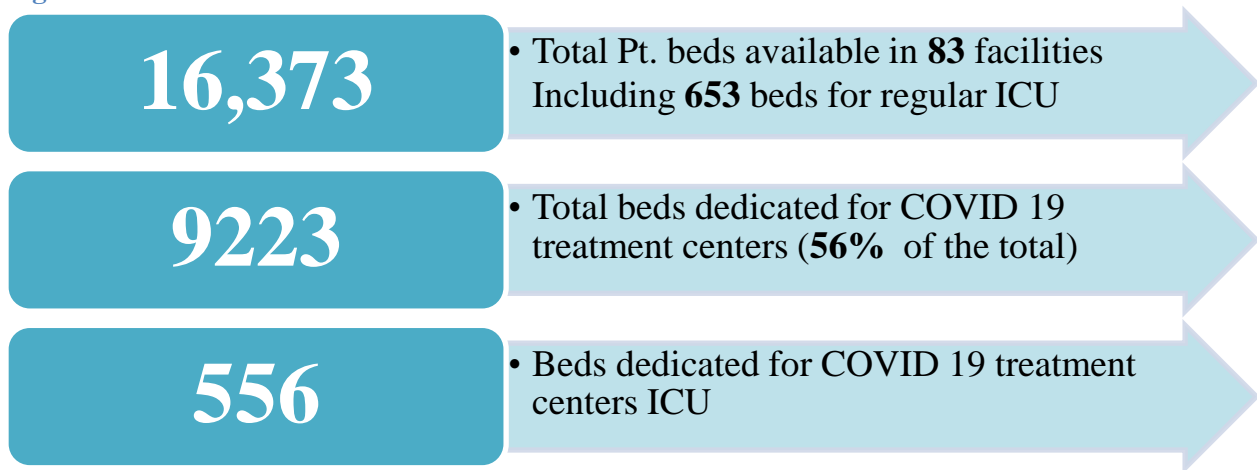 16,373
• Total Pt. beds available in 83 facilities
Including 653 beds for regular ICU
9223
• Total beds dedicated for COVID 19
treatment centers (56% of the total)
556
• Beds dedicated for COVID 19 treatment
centers ICU